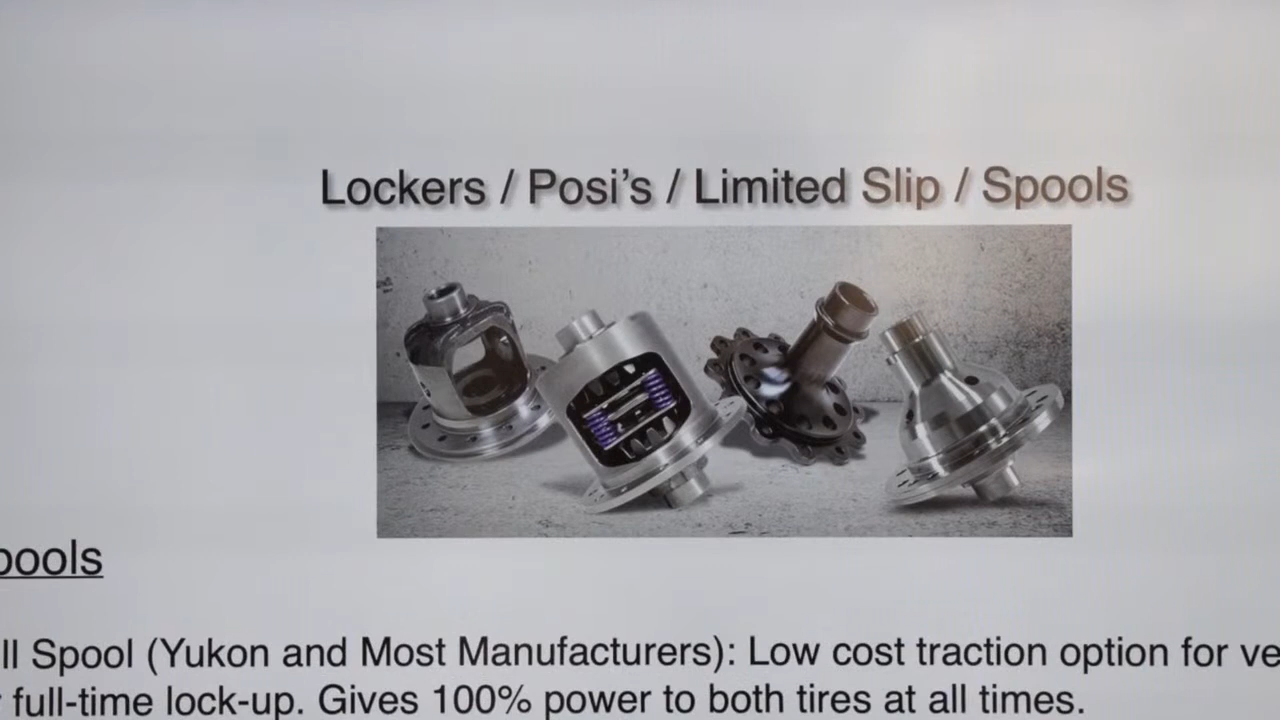 Lockers / Posi's / Limited Slip / Spools
pools
ll Spool (Yukon and Most Manufacturers): Low cost traction option for ve
full-time lock-up. Gives 100% power to both tires at all times.